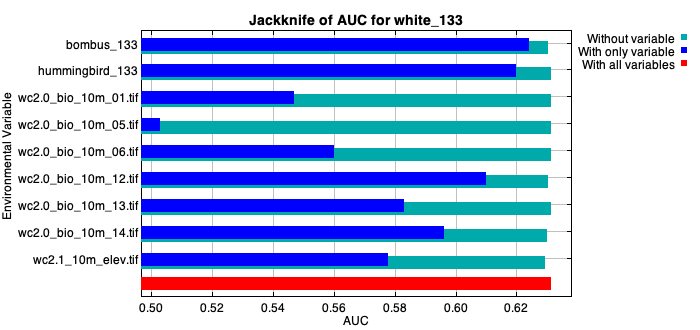 Jackknife of AUC for white_133
Without variable
With only variable
With all variables
Environmental Variable
bombus_133
hummingbird_133
wc2.0_bio_10m_01.tif
wc2.0_bio_10m_05.tif
wc2.0_bio_10m_06.tif
wc2.0_bio_10m_12.tif
wc2.0_bio_10m_13.tif
wc2.0_bio_10m_14.tif
wc2.1_10m_elev.tif
0.50 0.52 0.54 0.56 0.58 0.60 0.62
AUC